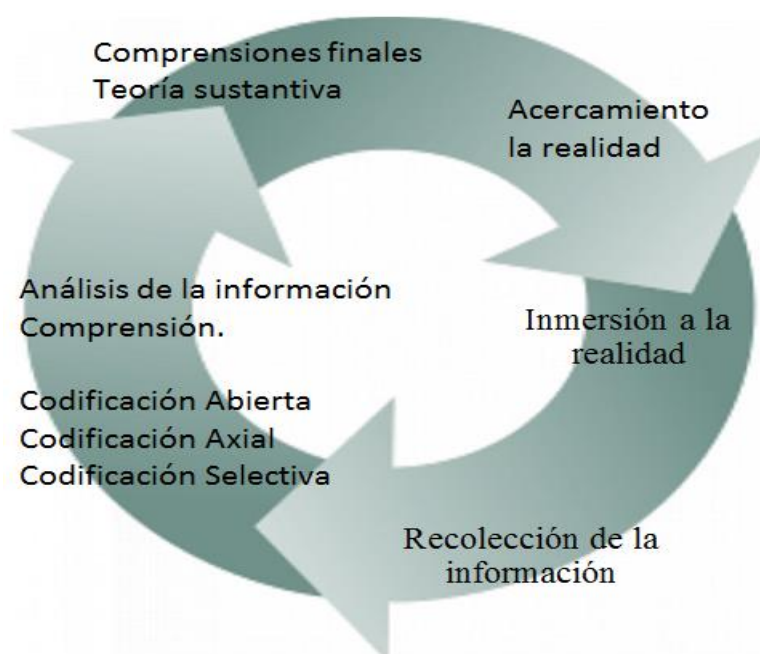 Comprensiones finales
Teoría sustantiva
Acercamiento
la realidad
Inmersión a la
realidad
Recolección de la
información
Análisis de la información
Comprensión.
Codificación Abierta
Codificación Axial
Codificación Selectiva